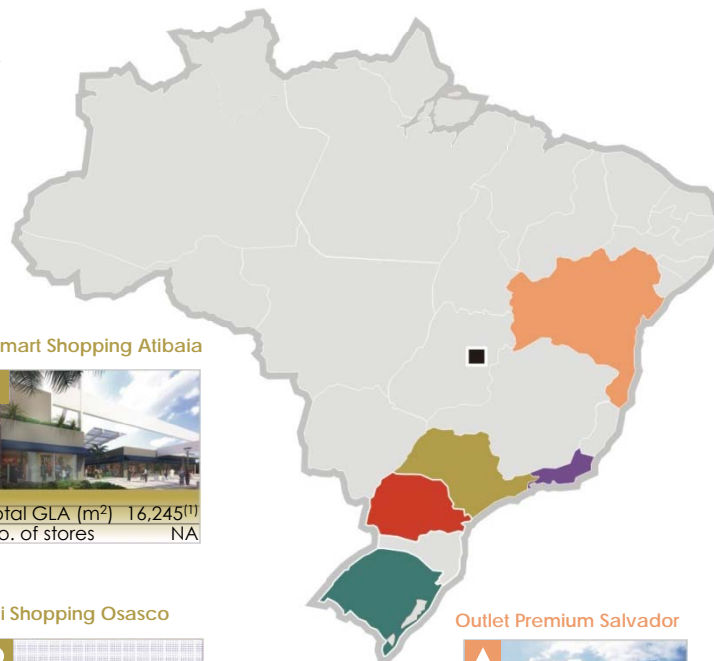 mart Shopping Atibaia
otal GLA (m²) 16,245⁽¹⁾
o. of stores NA
i Shopping Osasco
Outlet Premium Salvador